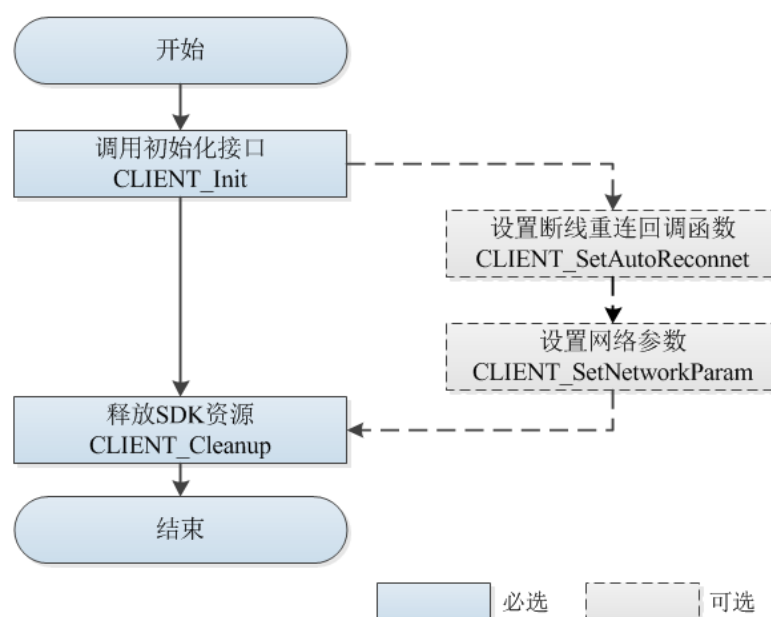 开始
调用初始化接口
CLIENT_Init
设置断线重连回调函数
CLIENT_SetAutoReconnet
设置网络参数
CLIENT_SetNetworkParam
释放SDK资源
CLIENT_Cleanup
结束
必选
可选